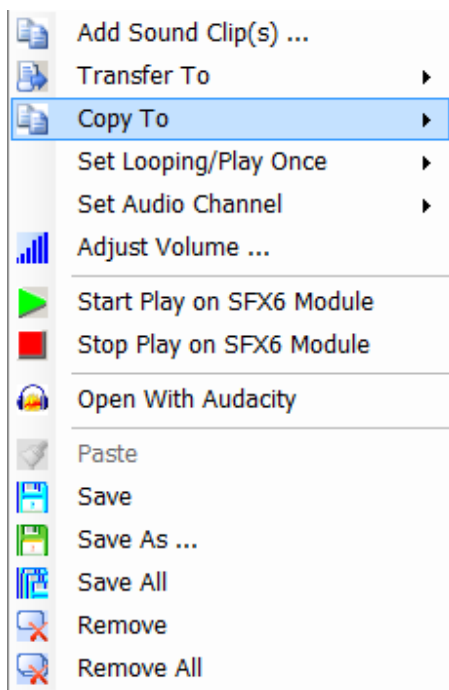 Add Sound Clip(s) ...
Transfer To
Copy To
Set Looping/Play Once
Set Audio Channel
Adjust Volume ...
Start Play on SFX6 Module
Stop Play on SFX6 Module
Open With Audacity
Paste
Save
Save As ...
Save All
Remove
Remove All